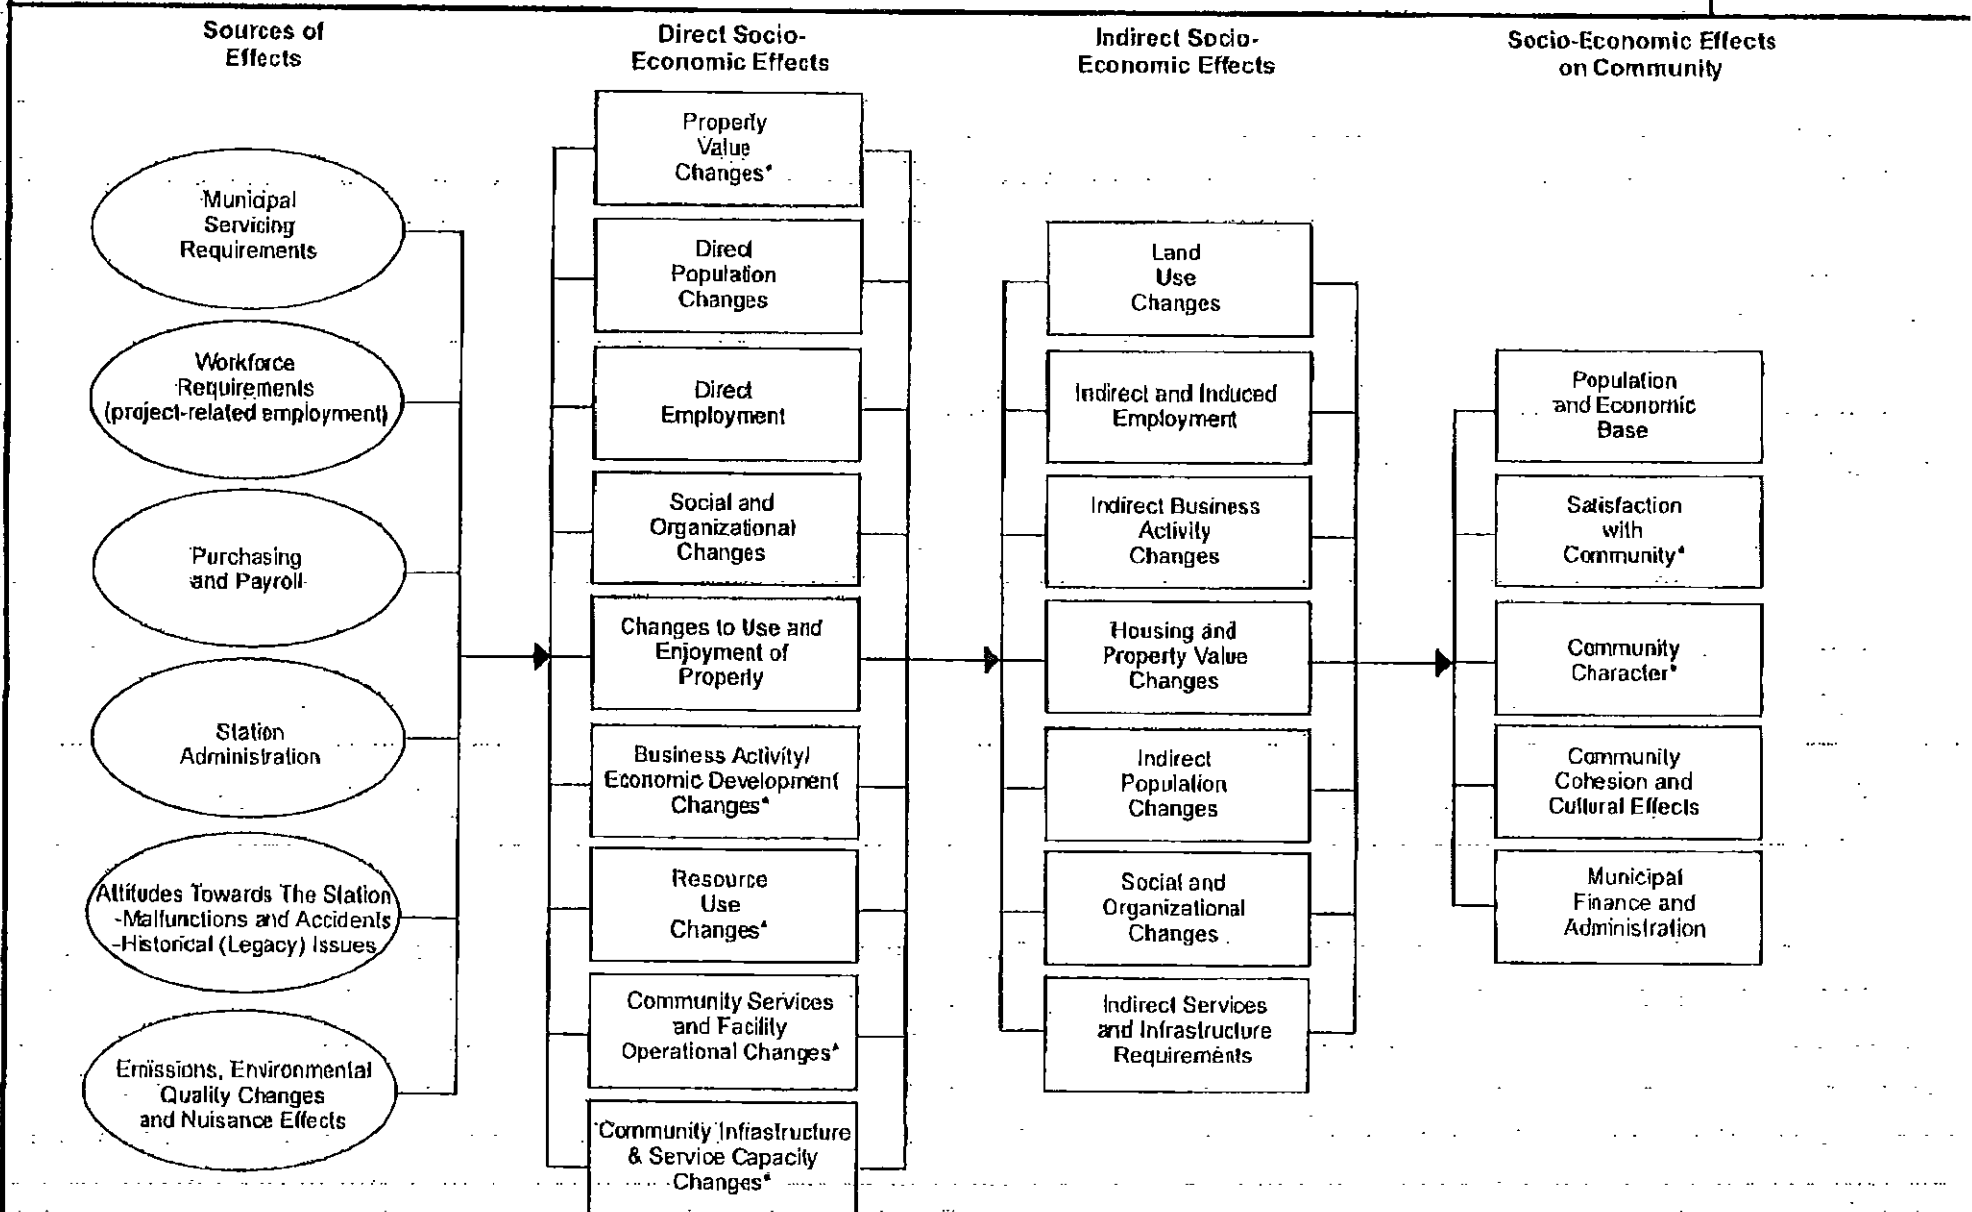 Sources of
Effects
Direct Socio-
Economic Effects
Indirect Socio-
Economic Effects
Socio-Economic Effects
on Community
Municipal
Servicing
Requirements
Workforce
Requirements
(project-related employment)
Purchasing
and Payroll
Station
Administration
Attitudes Towards The Station
-Malfunctions and Accidents
-Historical (Legacy) Issues
Emissions, Environmental
Quality Changes
and Nuisance Effects
Property
Value
Changes*
Direct
Population
Changes
Direct
Employment
Social and
Organizational
Changes
Changes to Use and
Enjoyment of
Property
Business Activity/
Economic Development
Changes*
Resource
Use
Changes*
Community Services
and Facility
Operational Changes*
Community Infrastructure
& Service Capacity
Changes*
Land
Use
Changes
Indirect and Induced
Employment
Indirect Business
Activity
Changes
Housing and
Property Value
Changes
Indirect
Population
Changes
Social and
Organizational
Changes
Indirect Services
and Infrastructure
Requirements
Population
and Economic
Base
Satisfaction
with
Community*
Community
Character*
Community
Cohesion and
Cultural Effects
Municipal
Finance and
Administration